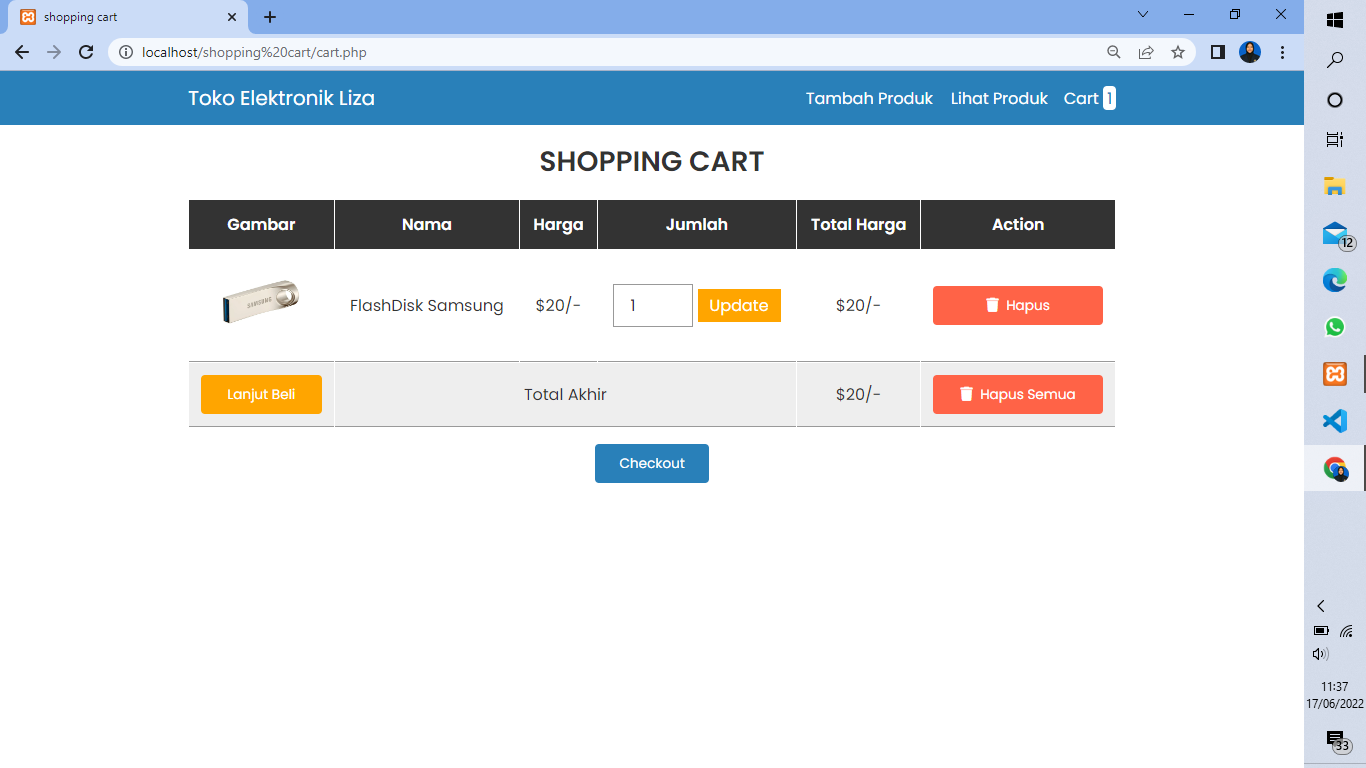 shopping cart
localhost/shopping%20cart/cart.php
Toko Elektronik Liza Tambah Produk Lihat Produk Cart 1
SHOPPING CART
Gambar Nama Harga Jumlah Total Harga Action
SAMSUNG FlashDisk Samsung $20/- 1 Update $20/- Hapus
Lanjut Beli Total Akhir $20/- Hapus Semua
Checkout
12
11:37
17/06/2022
33